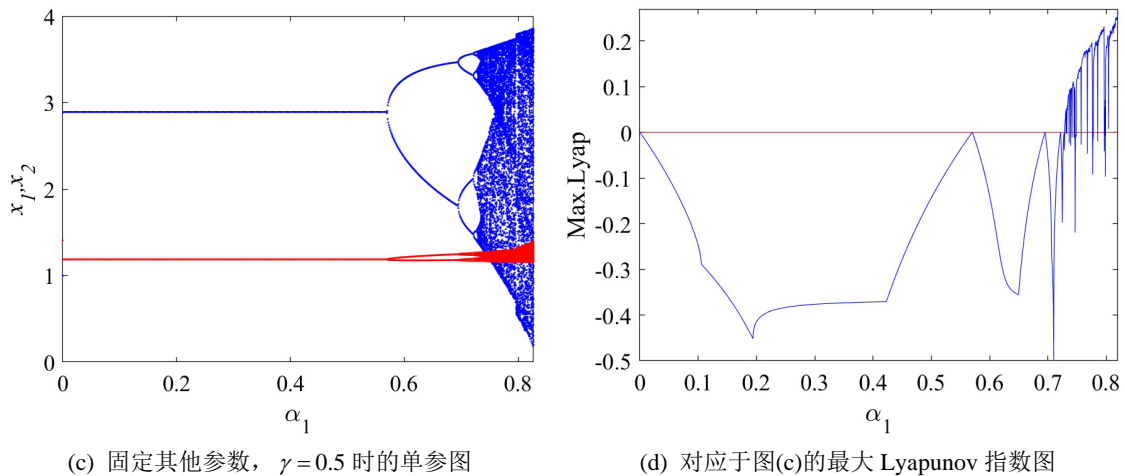 4
3
2
1
0
x₁,x₂
0 0.2 0.4 0.6 0.8
α₁
0.2
0.1
0
-0.1
-0.2
-0.3
-0.4
-0.5
Max.Lyap
0 0.1 0.2 0.3 0.4 0.5 0.6 0.7 0.8
α₁
(c) 固定其他参数， γ = 0.5 时的单参图
(d) 对应于图(c)的最大 Lyapunov 指数图